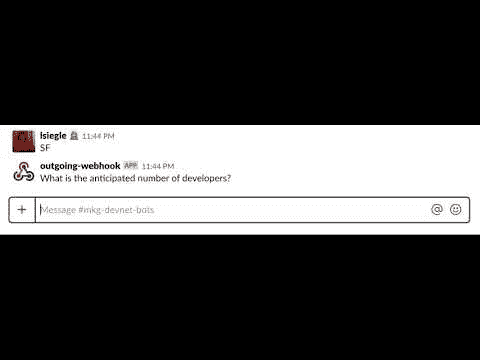 lsiegle 11:44 PM
SF
outgoing-webhook APP 11:44 PM
What is the anticipated number of developers?
+ Message #mkg-devnet-bots @